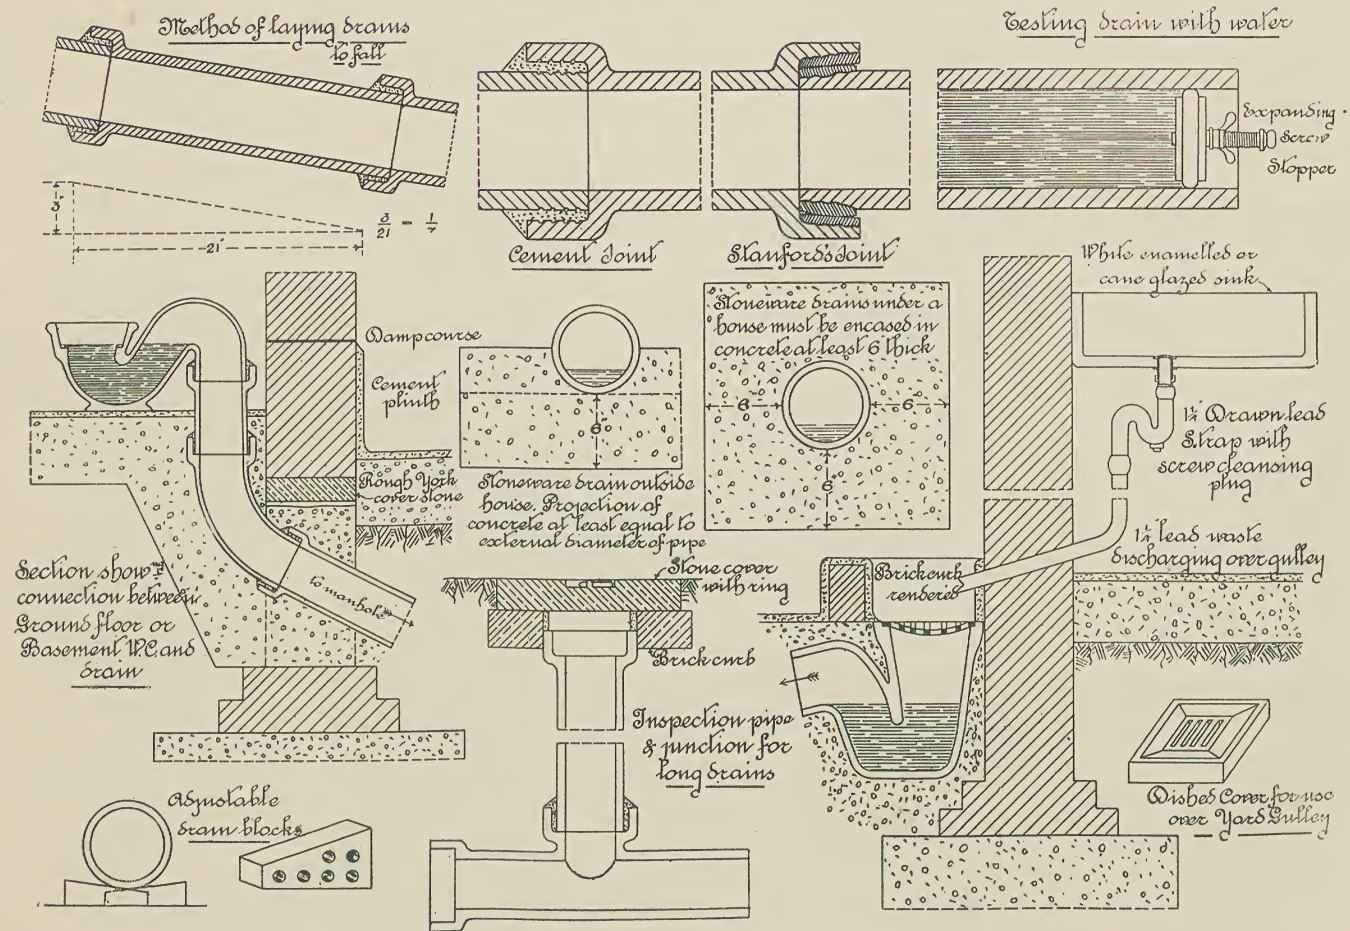 Method of laying drains
to fall
3"
21"
3/21 = 1/7
Cement Joint
Stanford's Joint
Testing drain with water
Expanding
Screw
Stopper
Dampcourse
Cement
plinth
Rough York
cover stone
to manhole
Section showg
connection between
Ground floor or
Basement W.C. and
drain
6"
Stoneware drain outside
house. Projection of
concrete at least equal to
external diameter of pipe
Stoneware drains under a
house must be encased in
concrete at least 6" thick
6"
6"
6"
White enamelled or
cane glazed sink
1½" Drawn lead
S. trap with
screw cleansing
plug
1½" lead waste
discharging over gulley
Brick curb
rendered
Stone cover
with ring
Brick curb
Inspection pipe
& junction for
long drains
Adjustable
drain blocks
Dished Cover for use
over Yard Gulley